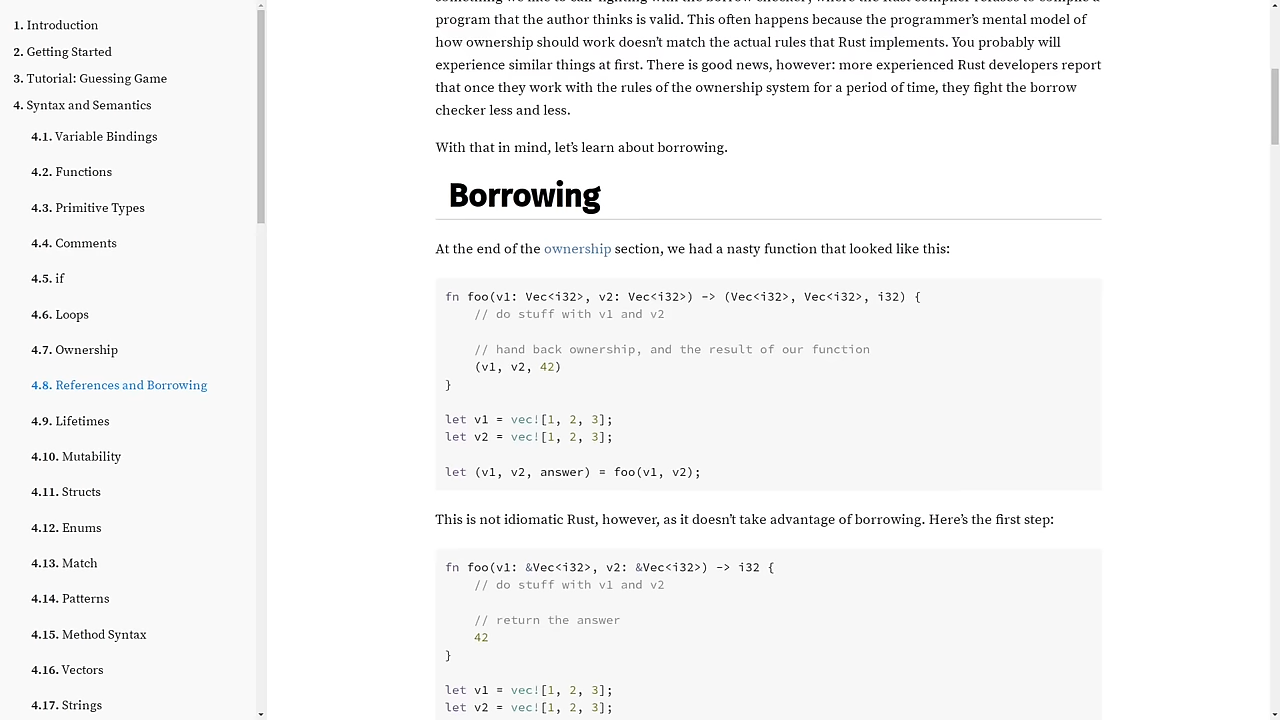 1. Introduction
2. Getting Started
3. Tutorial: Guessing Game
4. Syntax and Semantics
4.1. Variable Bindings
4.2. Functions
4.3. Primitive Types
4.4. Comments
4.5. if
4.6. Loops
4.7. Ownership
4.8. References and Borrowing
4.9. Lifetimes
4.10. Mutability
4.11. Structs
4.12. Enums
4.13. Match
4.14. Patterns
4.15. Method Syntax
4.16. Vectors
4.17. Strings
program that the author thinks is valid. This often happens because the programmer’s mental model of
how ownership should work doesn’t match the actual rules that Rust implements. You probably will
experience similar things at first. There is good news, however: more experienced Rust developers report
that once they work with the rules of the ownership system for a period of time, they fight the borrow
checker less and less.
With that in mind, let’s learn about borrowing.
Borrowing
At the end of the ownership section, we had a nasty function that looked like this:
fn foo(v1: Vec<i32>, v2: Vec<i32>) -> (Vec<i32>, Vec<i32>, i32) {
// do stuff with v1 and v2
// hand back ownership, and the result of our function
(v1, v2, 42)
}
let v1 = vec![1, 2, 3];
let v2 = vec![1, 2, 3];
let (v1, v2, answer) = foo(v1, v2);
This is not idiomatic Rust, however, as it doesn’t take advantage of borrowing. Here’s the first step:
fn foo(v1: &Vec<i32>, v2: &Vec<i32>) -> i32 {
// do stuff with v1 and v2
// return the answer
42
}
let v1 = vec![1, 2, 3];
let v2 = vec![1, 2, 3];